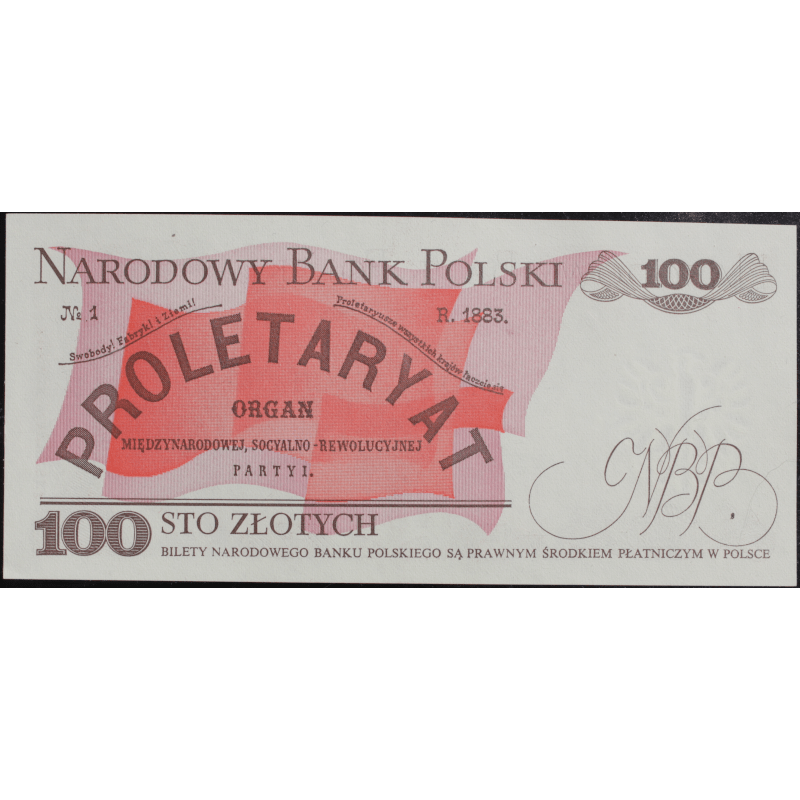 NARODOWY BANK POLSKI
100
№ 1
R. 1883.
Swobody! Fabryk! i Ziemi!
Proletaryusze wszystkich krajów łączcie się
PROLETARYAT
ORGAN
MIĘDZYNARODOWEJ, SOCYALNO-REWOLUCYJNEJ
PARTYI.
NBP
100 STO ZŁOTYCH
BILETY NARODOWEGO BANKU POLSKIEGO SĄ PRAWNYM ŚRODKIEM PŁATNICZYM W POLSCE